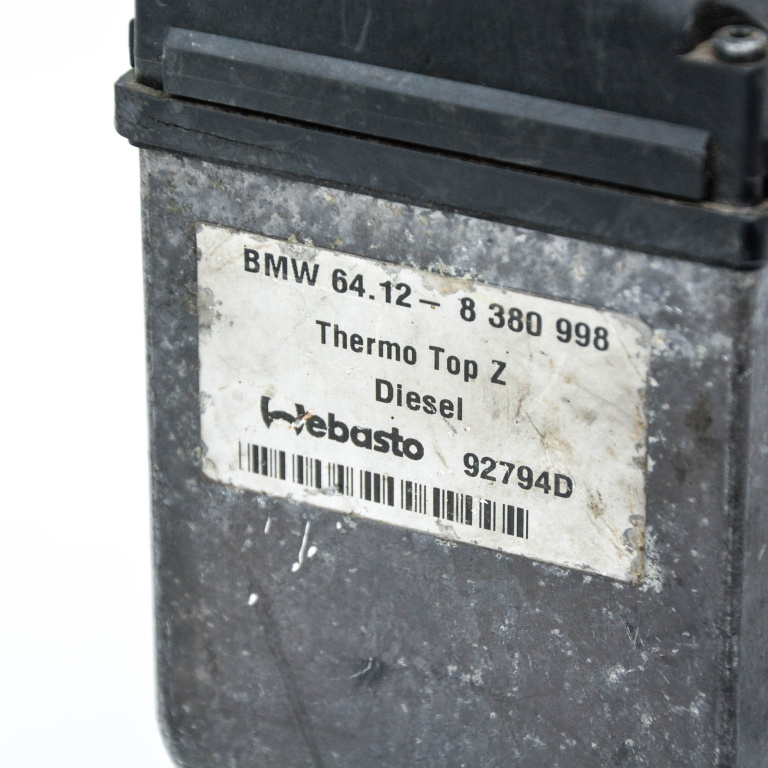 BMW 64.12– 8 380 998
Thermo Top Z
Diesel
Webasto 92794D